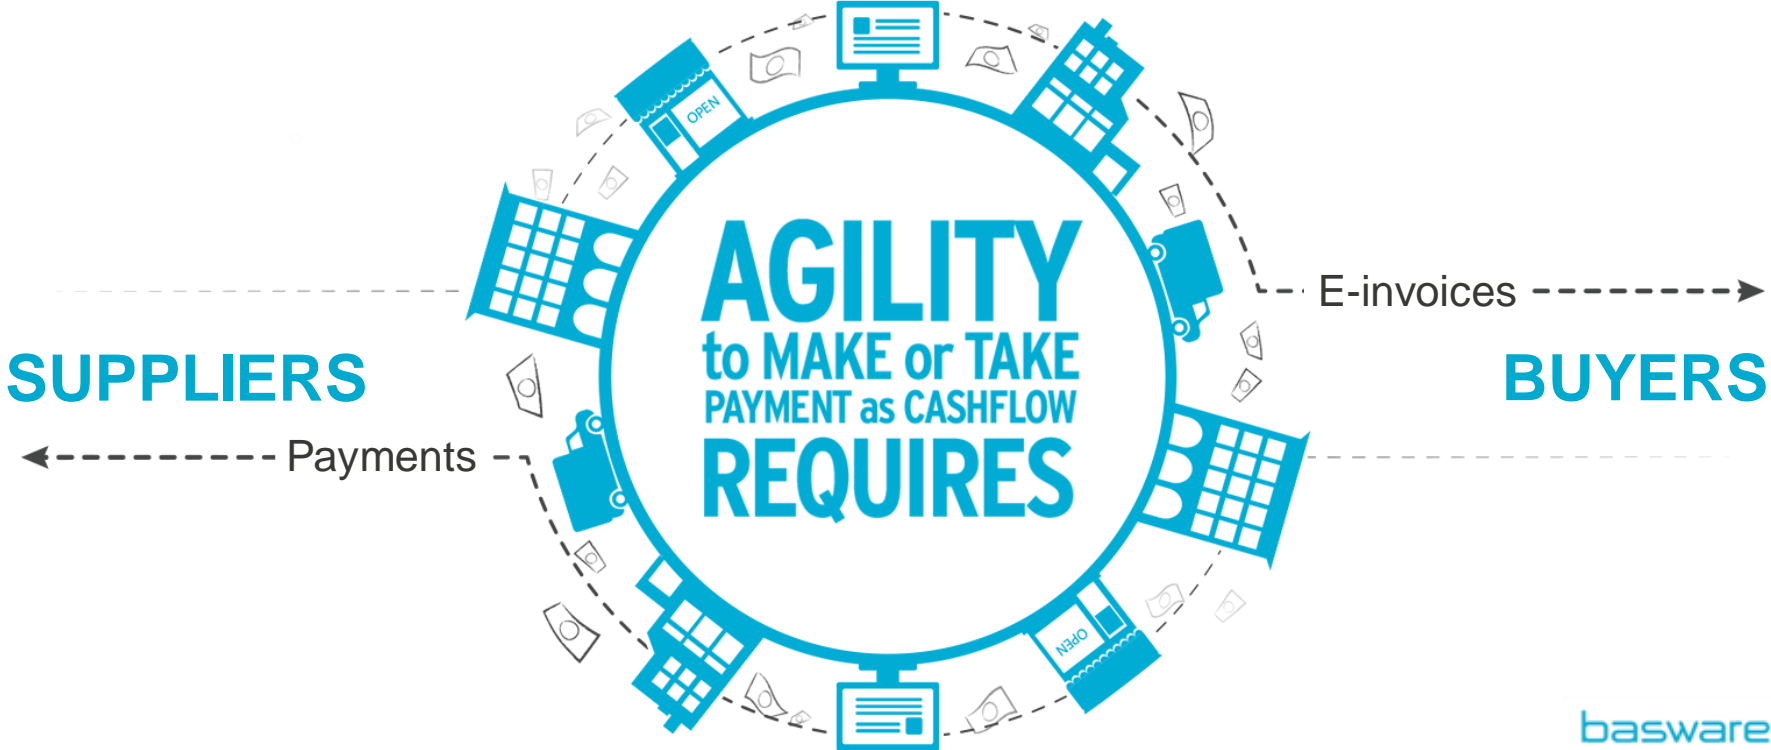 OPEN
AGILITY
to MAKE or TAKE
PAYMENT as CASHFLOW
REQUIRES
E-invoices
SUPPLIERS
BUYERS
Payments
OPEN
basware